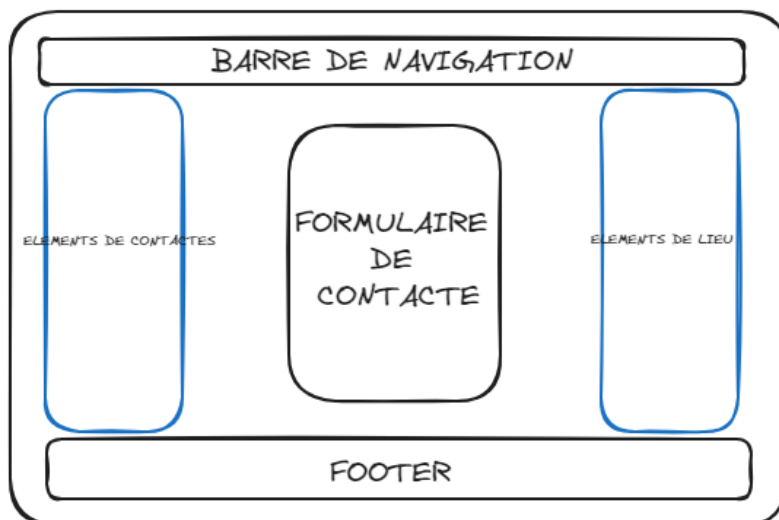 BARRE DE NAVIGATION
ELEMENTS DE CONTACTES
FORMULAIRE
DE
CONTACTE
ELEMENTS DE LIEU
FOOTER